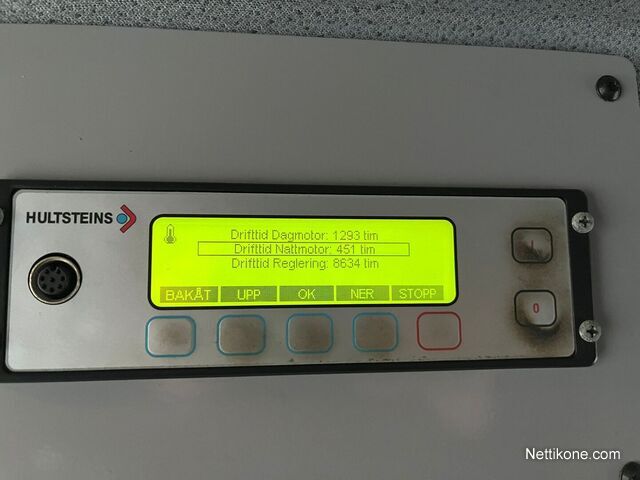 HULTSTEINS
Drifttid Dagmotor: 1293 tim
Drifttid Nattmotor: 451 tim
Drifttid Reglering: 8634 tim
BAKÅT UPP OK NER STOPP
I
0
Nettikone.com